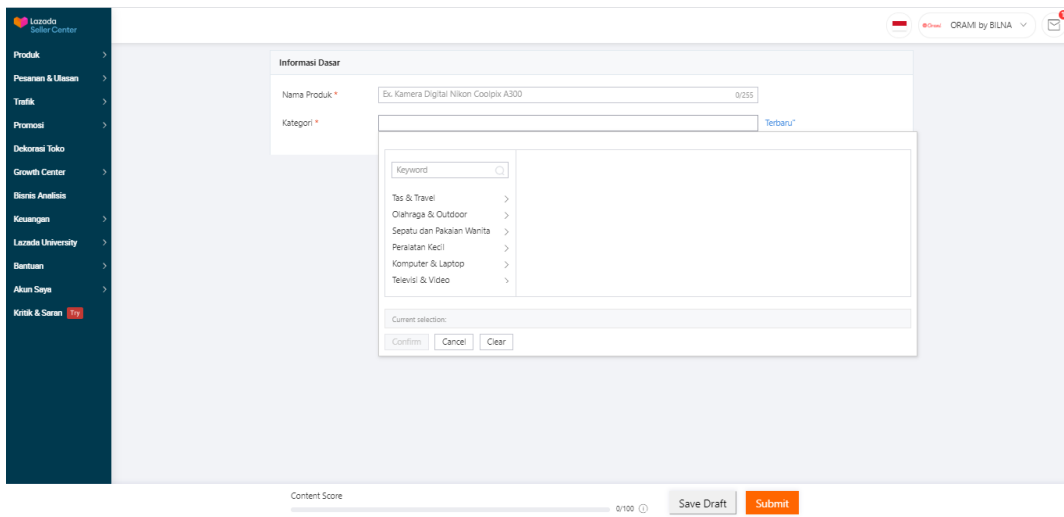 Lazada
Seller Center
ORAMI by BILNA
Produk
Pesanan & Ulasan
Trafik
Promosi
Dekorasi Toko
Growth Center
Bisnis Analisis
Keuangan
Lazada University
Bantuan
Akun Saya
Kritik & Saran Try
Informasi Dasar
Nama Produk *
Ex. Kamera Digital Nikon Coolpix A300
0/255
Kategori *
Terbaru
Keyword
Tas & Travel
Olahraga & Outdoor
Sepatu dan Pakaian Wanita
Peralatan Kecil
Komputer & Laptop
Televisi & Video
Current selection:
Confirm
Cancel
Clear
Content Score
0/100
Save Draft
Submit